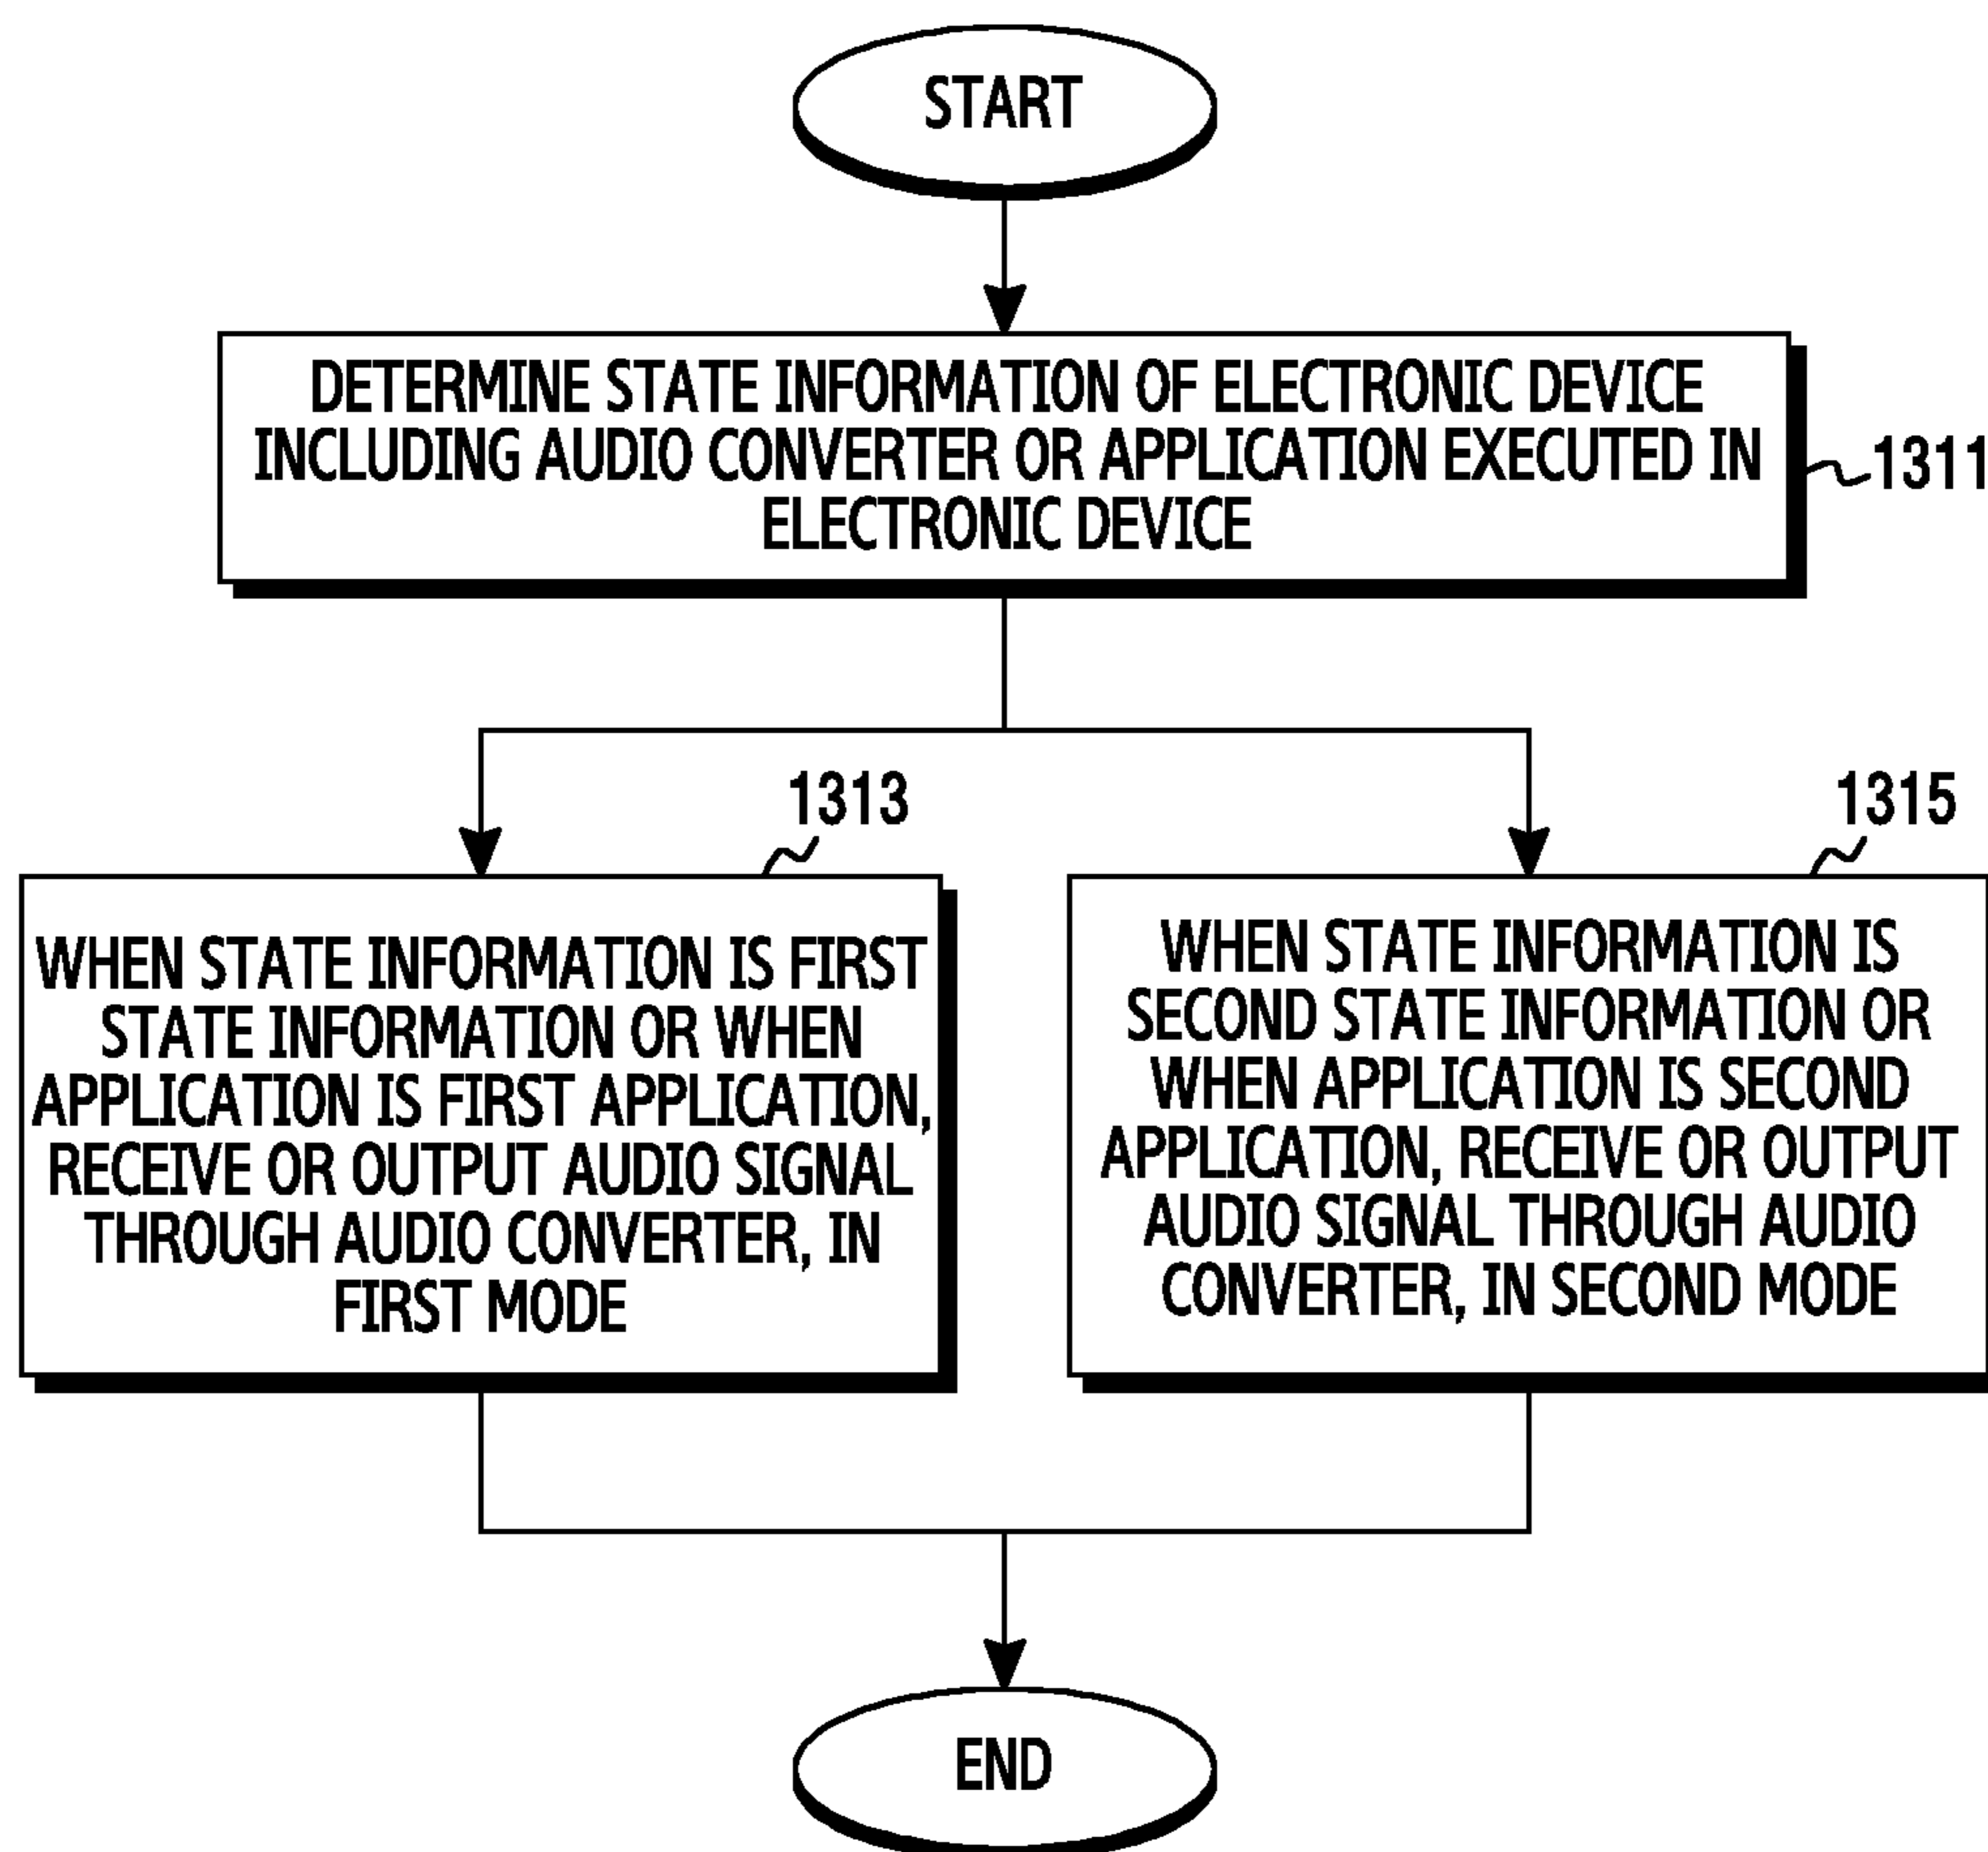 START
DETERMINE STATE INFORMATION OF ELECTRONIC DEVICE
INCLUDING AUDIO CONVERTER OR APPLICATION EXECUTED IN
ELECTRONIC DEVICE
1311
1313
WHEN STATE INFORMATION IS FIRST
STATE INFORMATION OR WHEN
APPLICATION IS FIRST APPLICATION,
RECEIVE OR OUTPUT AUDIO SIGNAL
THROUGH AUDIO CONVERTER, IN
FIRST MODE
1315
WHEN STATE INFORMATION IS
SECOND STATE INFORMATION OR
WHEN APPLICATION IS SECOND
APPLICATION, RECEIVE OR OUTPUT
AUDIO SIGNAL THROUGH AUDIO
CONVERTER, IN SECOND MODE
END